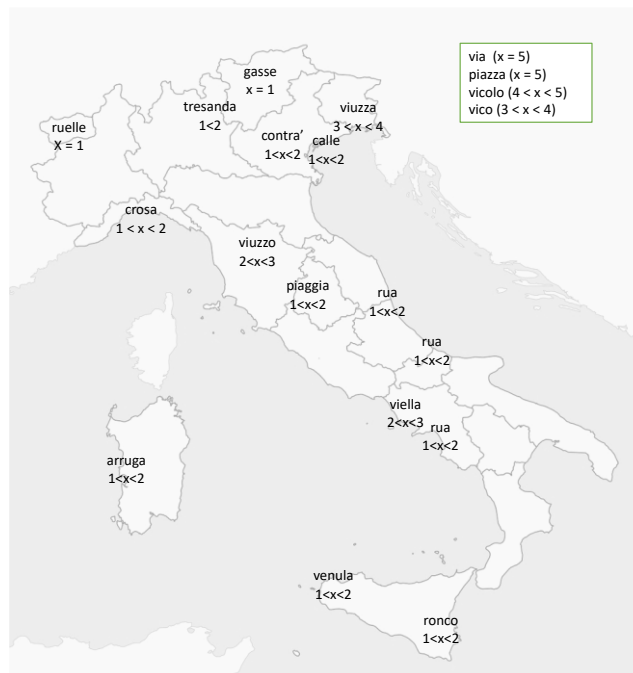 via (x = 5)
piazza (x = 5)
vicolo (4 < x < 5)
vico (3 < x < 4)
gasse
x = 1
tresanda
1<2
viuzza
3 < x < 4
ruelle
X = 1
contra’
1<x<2
calle
1<x<2
crosa
1 < x < 2
viuzzo
2<x<3
piaggia
1<x<2
rua
1<x<2
rua
1<x<2
viella
2<x<3
rua
1<x<2
arruga
1<x<2
venula
1<x<2
ronco
1<x<2